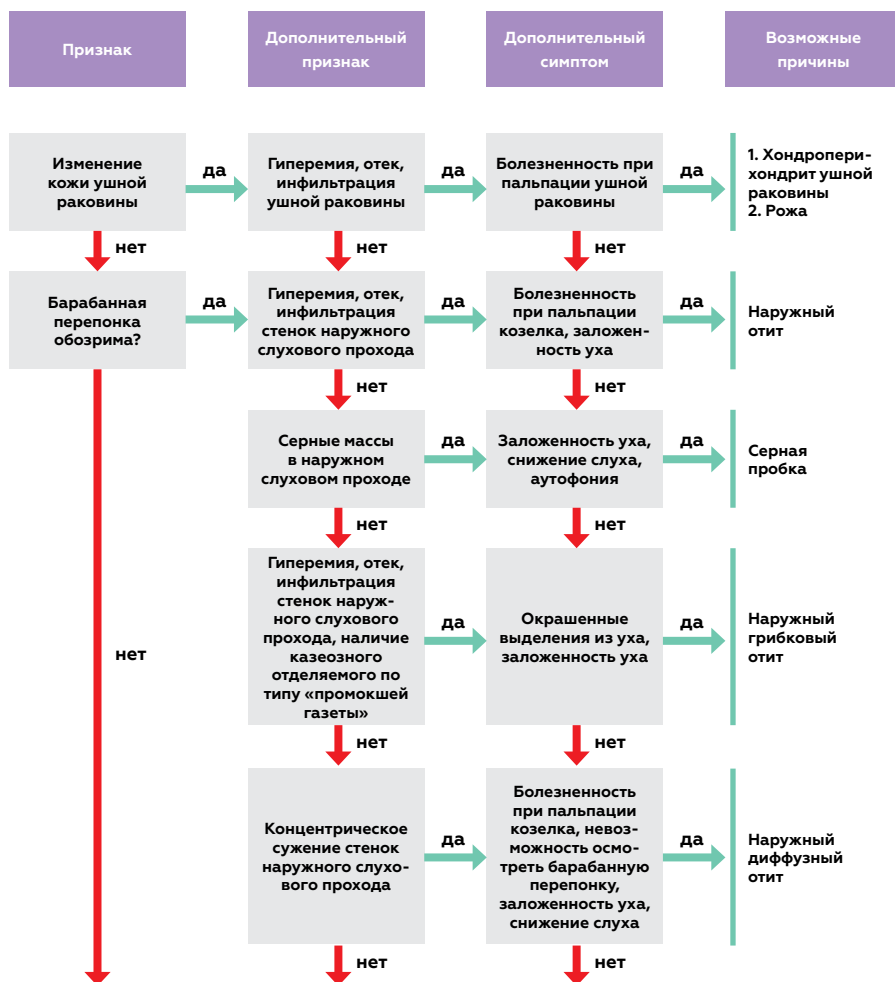 Признак
Дополнительный
признак
Дополнительный
симптом
Возможные
причины
Изменение
кожи ушной
раковины
да
Гиперемия, отек,
инфильтрация
ушной раковины
да
Болезненность при
пальпации ушной
раковины
да
1. Хондропери-
хондрит ушной
раковины
2. Рожа
нет
нет
нет
Барабанная
перепонка
обозрима?
да
Гиперемия, отек,
инфильтрация
стенок наружного
слухового прохода
да
Болезненность
при пальпации
козелка, заложен-
ность уха
да
Наружный
отит
нет
нет
нет
Серные массы
в наружном
слуховом проходе
да
Заложенность уха,
снижение слуха,
аутофония
да
Серная
пробка
нет
нет
Гиперемия, отек,
инфильтрация
стенок наруж-
ного слухового
прохода, наличие
казеозного
отделяемого по
типу «промокшей
газеты»
да
Окрашенные
выделения из уха,
заложенность уха
да
Наружный
грибковый
отит
нет
нет
Концентрическое
сужение стенок
наружного слухо-
вого прохода
да
Болезненность
при пальпации
козелка, невоз-
можность осмо-
треть барабанную
перепонку,
заложенность уха,
снижение слуха
да
Наружный
диффузный
отит
нет
нет